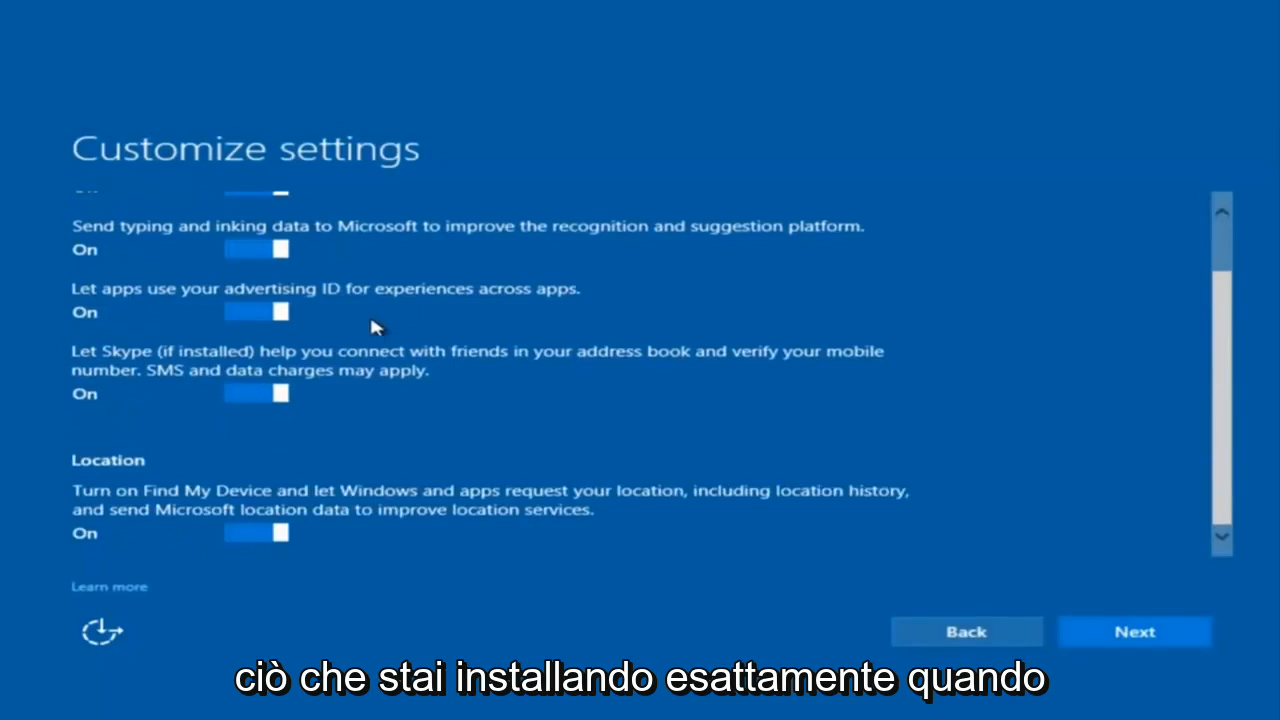 Customize settings
Send typing and inking data to Microsoft to improve the recognition and suggestion platform.
On
Let apps use your advertising ID for experiences across apps.
On
Let Skype (if installed) help you connect with friends in your address book and verify your mobile
number. SMS and data charges may apply.
On
Location
Turn on Find My Device and let Windows and apps request your location, including location history,
and send Microsoft location data to improve location services.
On
Learn more
Back
Next
ciò che stai installando esattamente quando